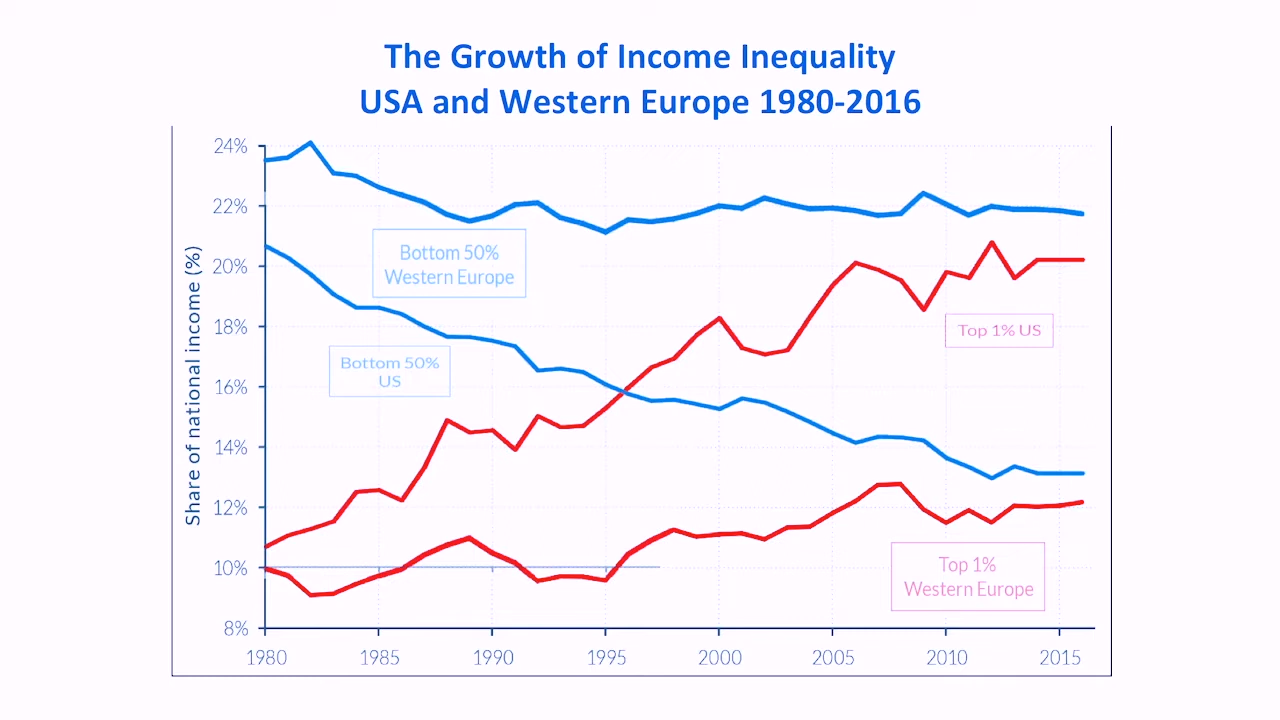 The Growth of Income Inequality
USA and Western Europe 1980-2016
Share of national income (%)
24%
22%
20%
18%
16%
14%
12%
10%
8%
Bottom 50%
Western Europe
Bottom 50%
US
Top 1% US
Top 1%
Western Europe
1980 1985 1990 1995 2000 2005 2010 2015